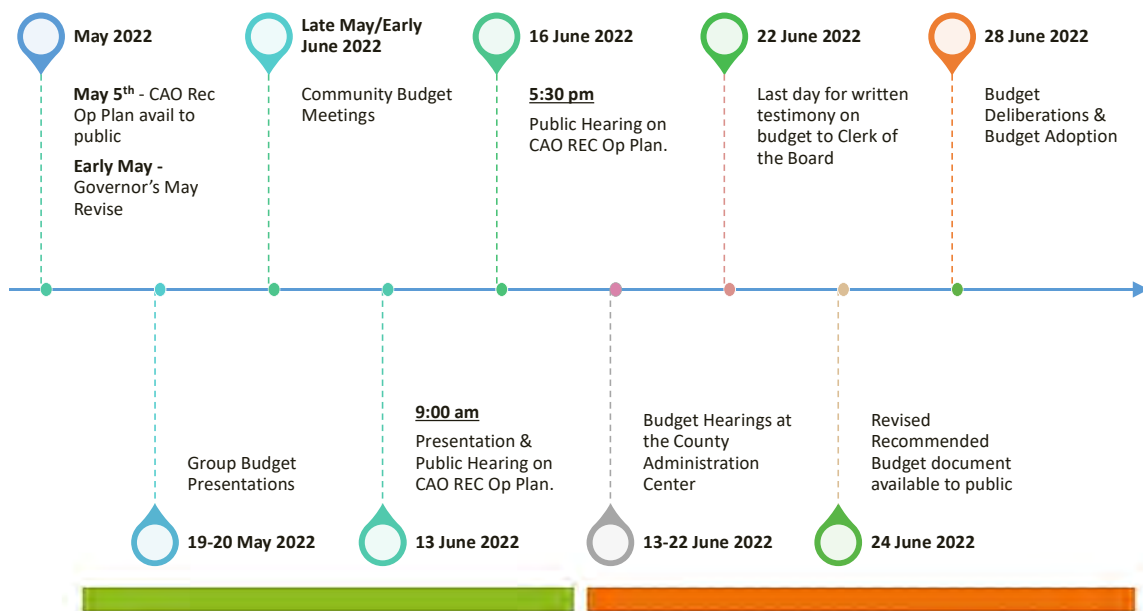 May 2022
May 5th - CAO Rec
Op Plan avail to
public
Early May -
Governor's May
Revise
Late May/Early
June 2022
Community Budget
Meetings
16 June 2022
5:30 pm
Public Hearing on
CAO REC Op Plan.
22 June 2022
Last day for written
testimony on
budget to Clerk of
the Board
28 June 2022
Budget
Deliberations &
Budget Adoption
Group Budget
Presentations
19-20 May 2022
9:00 am
Presentation &
Public Hearing on
CAO REC Op Plan.
13 June 2022
Budget Hearings at
the County
Administration
Center
13-22 June 2022
Revised
Recommended
Budget document
available to public
24 June 2022